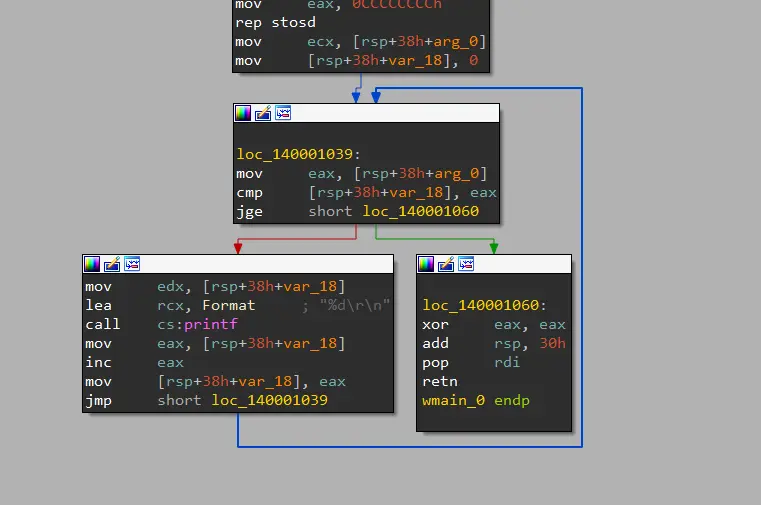 mov eax, 0CCCCCCCCh
rep stosd
mov ecx, [rsp+38h+arg_0]
mov [rsp+38h+var_18], 0
loc_140001039:
mov eax, [rsp+38h+arg_0]
cmp [rsp+38h+var_18], eax
jge short loc_140001060
mov edx, [rsp+38h+var_18]
lea rcx, Format ; "%d\r\n"
call cs:printf
mov eax, [rsp+38h+var_18]
inc eax
mov [rsp+38h+var_18], eax
jmp short loc_140001039
loc_140001060:
xor eax, eax
add rsp, 30h
pop rdi
retn
wmain_0 endp